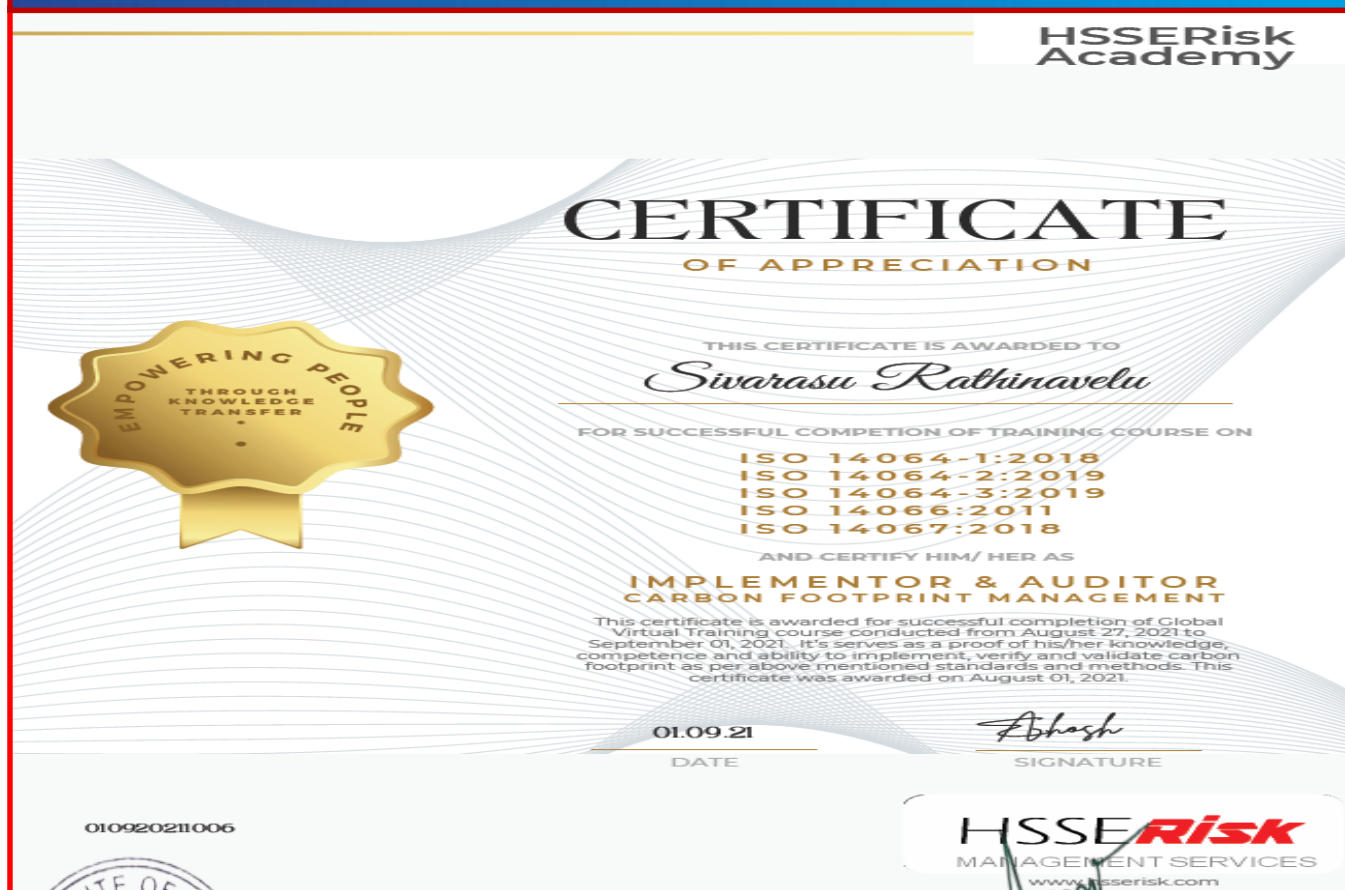 HSSERisk
Academy
CERTIFICATE
OF APPRECIATION
EMPOWERING PEOPLE
THROUGH
KNOWLEDGE
TRANSFER
THIS CERTIFICATE IS AWARDED TO
Sivarasu Rathinavelu
FOR SUCCESSFUL COMPETION OF TRAINING COURSE ON
ISO 14064-1:2018
ISO 14064-2:2019
ISO 14064-3:2019
ISO 14066:2011
ISO 14067:2018
AND CERTIFY HIM/ HER AS
IMPLEMENTOR & AUDITOR
CARBON FOOTPRINT MANAGEMENT
This certificate is awarded for successful completion of Global
Virtual Training course conducted from August 27, 2021 to
September 01, 2021. It's serves as a proof of his/her knowledge,
competence and ability to implement, verify and validate carbon
footprint as per above mentioned standards and methods. This
certificate was awarded on August 01, 2021.
01.09.21
DATE
SIGNATURE
010920211006
HSSERisk
MANAGEMENT SERVICES
www.hsserisk.com